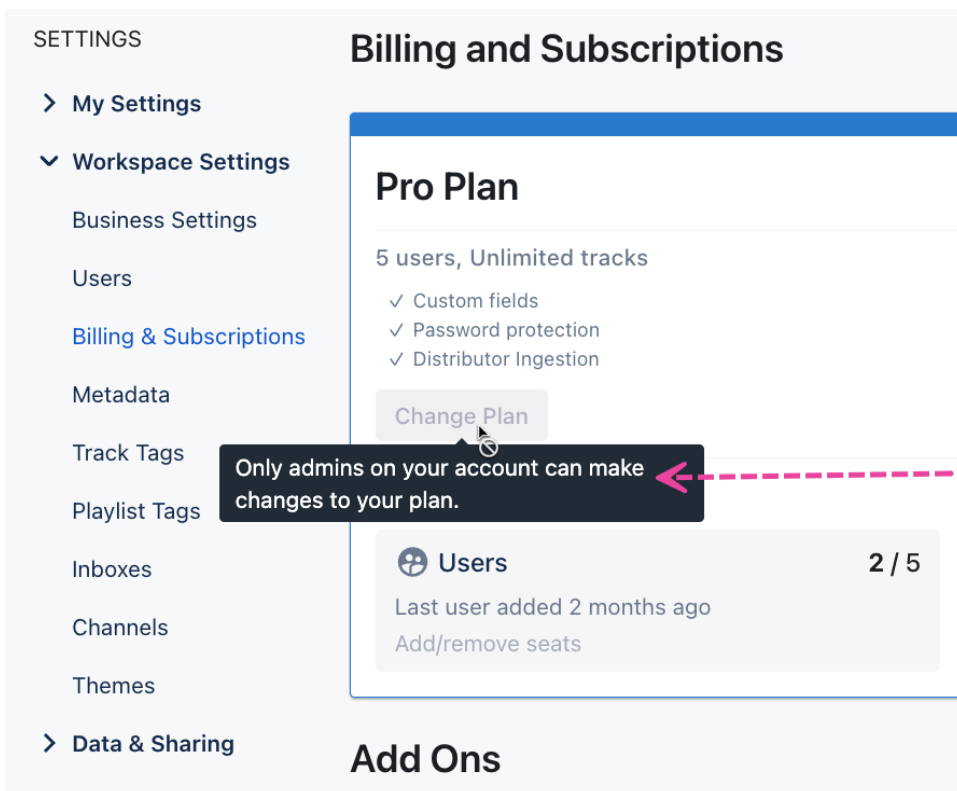 SETTINGS
My Settings
Workspace Settings
Business Settings
Users
Billing & Subscriptions
Metadata
Track Tags
Playlist Tags
Inboxes
Channels
Themes
Data & Sharing
Billing and Subscriptions
Pro Plan
5 users, Unlimited tracks
✓ Custom fields
✓ Password protection
✓ Distributor Ingestion
Change Plan
Only admins on your account can make
changes to your plan.
Users 2 / 5
Last user added 2 months ago
Add/remove seats
Add Ons